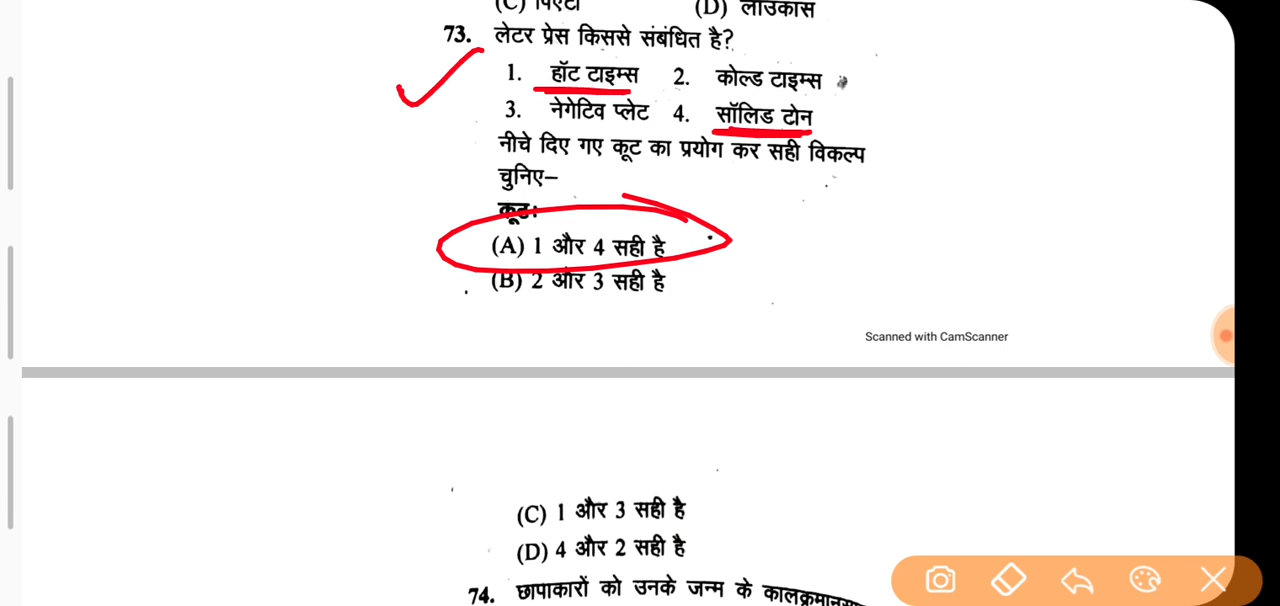 (C) पिएटा (D) लाउकास
73. लेटर प्रेस किससे संबंधित है?
1. हॉट टाइम्स 2. कोल्ड टाइम्स
3. नेगेटिव प्लेट 4. सॉलिड टोन
नीचे दिए गए कूट का प्रयोग कर सही विकल्प
चुनिए–
कूटः
(A) 1 और 4 सही है
(B) 2 और 3 सही है
Scanned with CamScanner
(C) 1 और 3 सही है
(D) 4 और 2 सही है
74. छापाकारों को उनके जन्म के